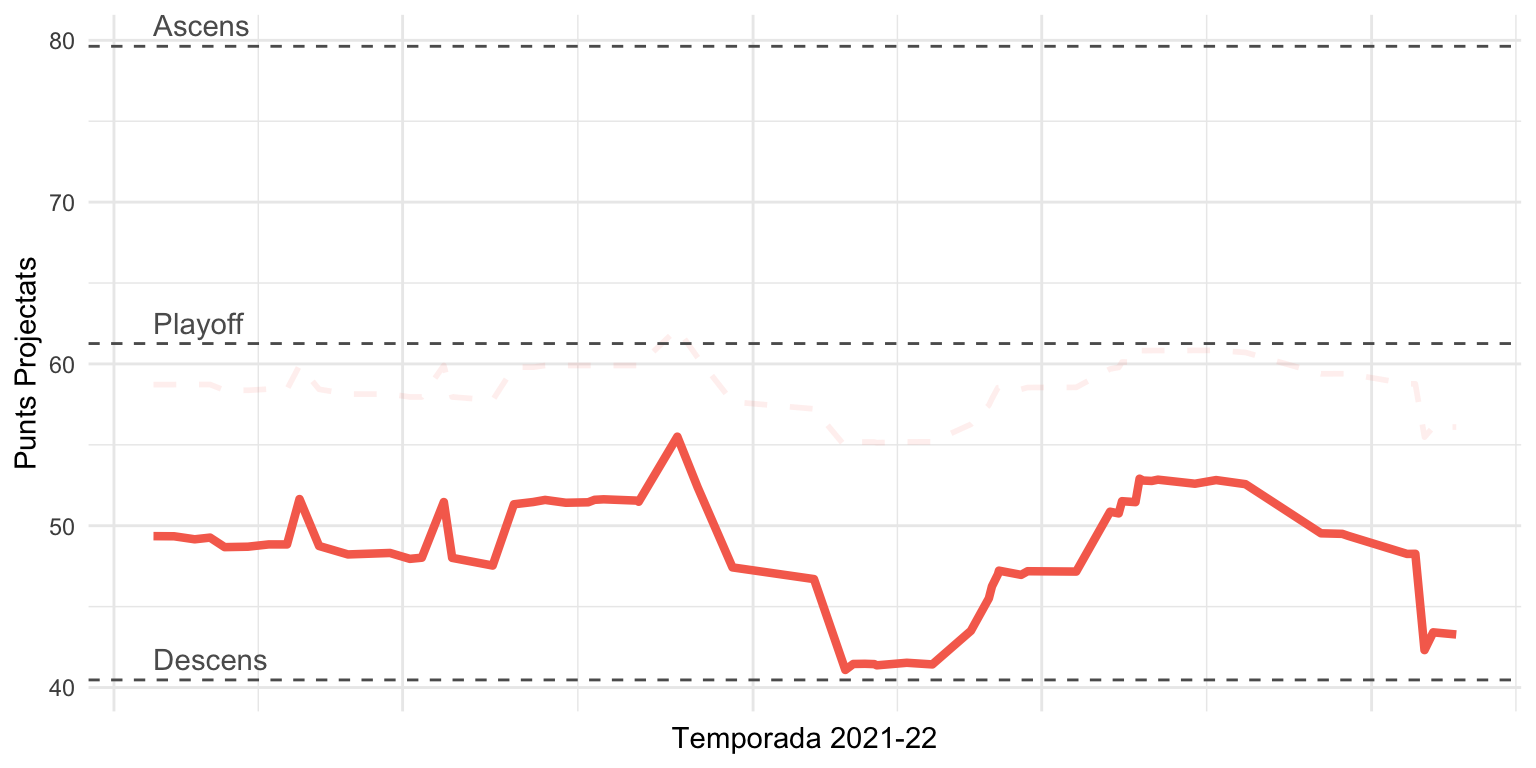 Ascens
80
70
Playoff
60
50
Descens
40
Punts Projectats
Temporada 2021-22